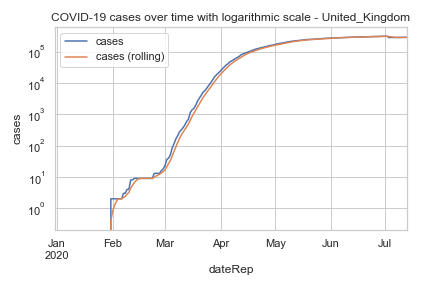 COVID-19 cases over time with logarithmic scale - United_Kingdom
cases
cases (rolling)
10^5
10^4
10^3
10^2
10^1
10^0
cases
Jan Feb Mar Apr May Jun Jul
2020
dateRep